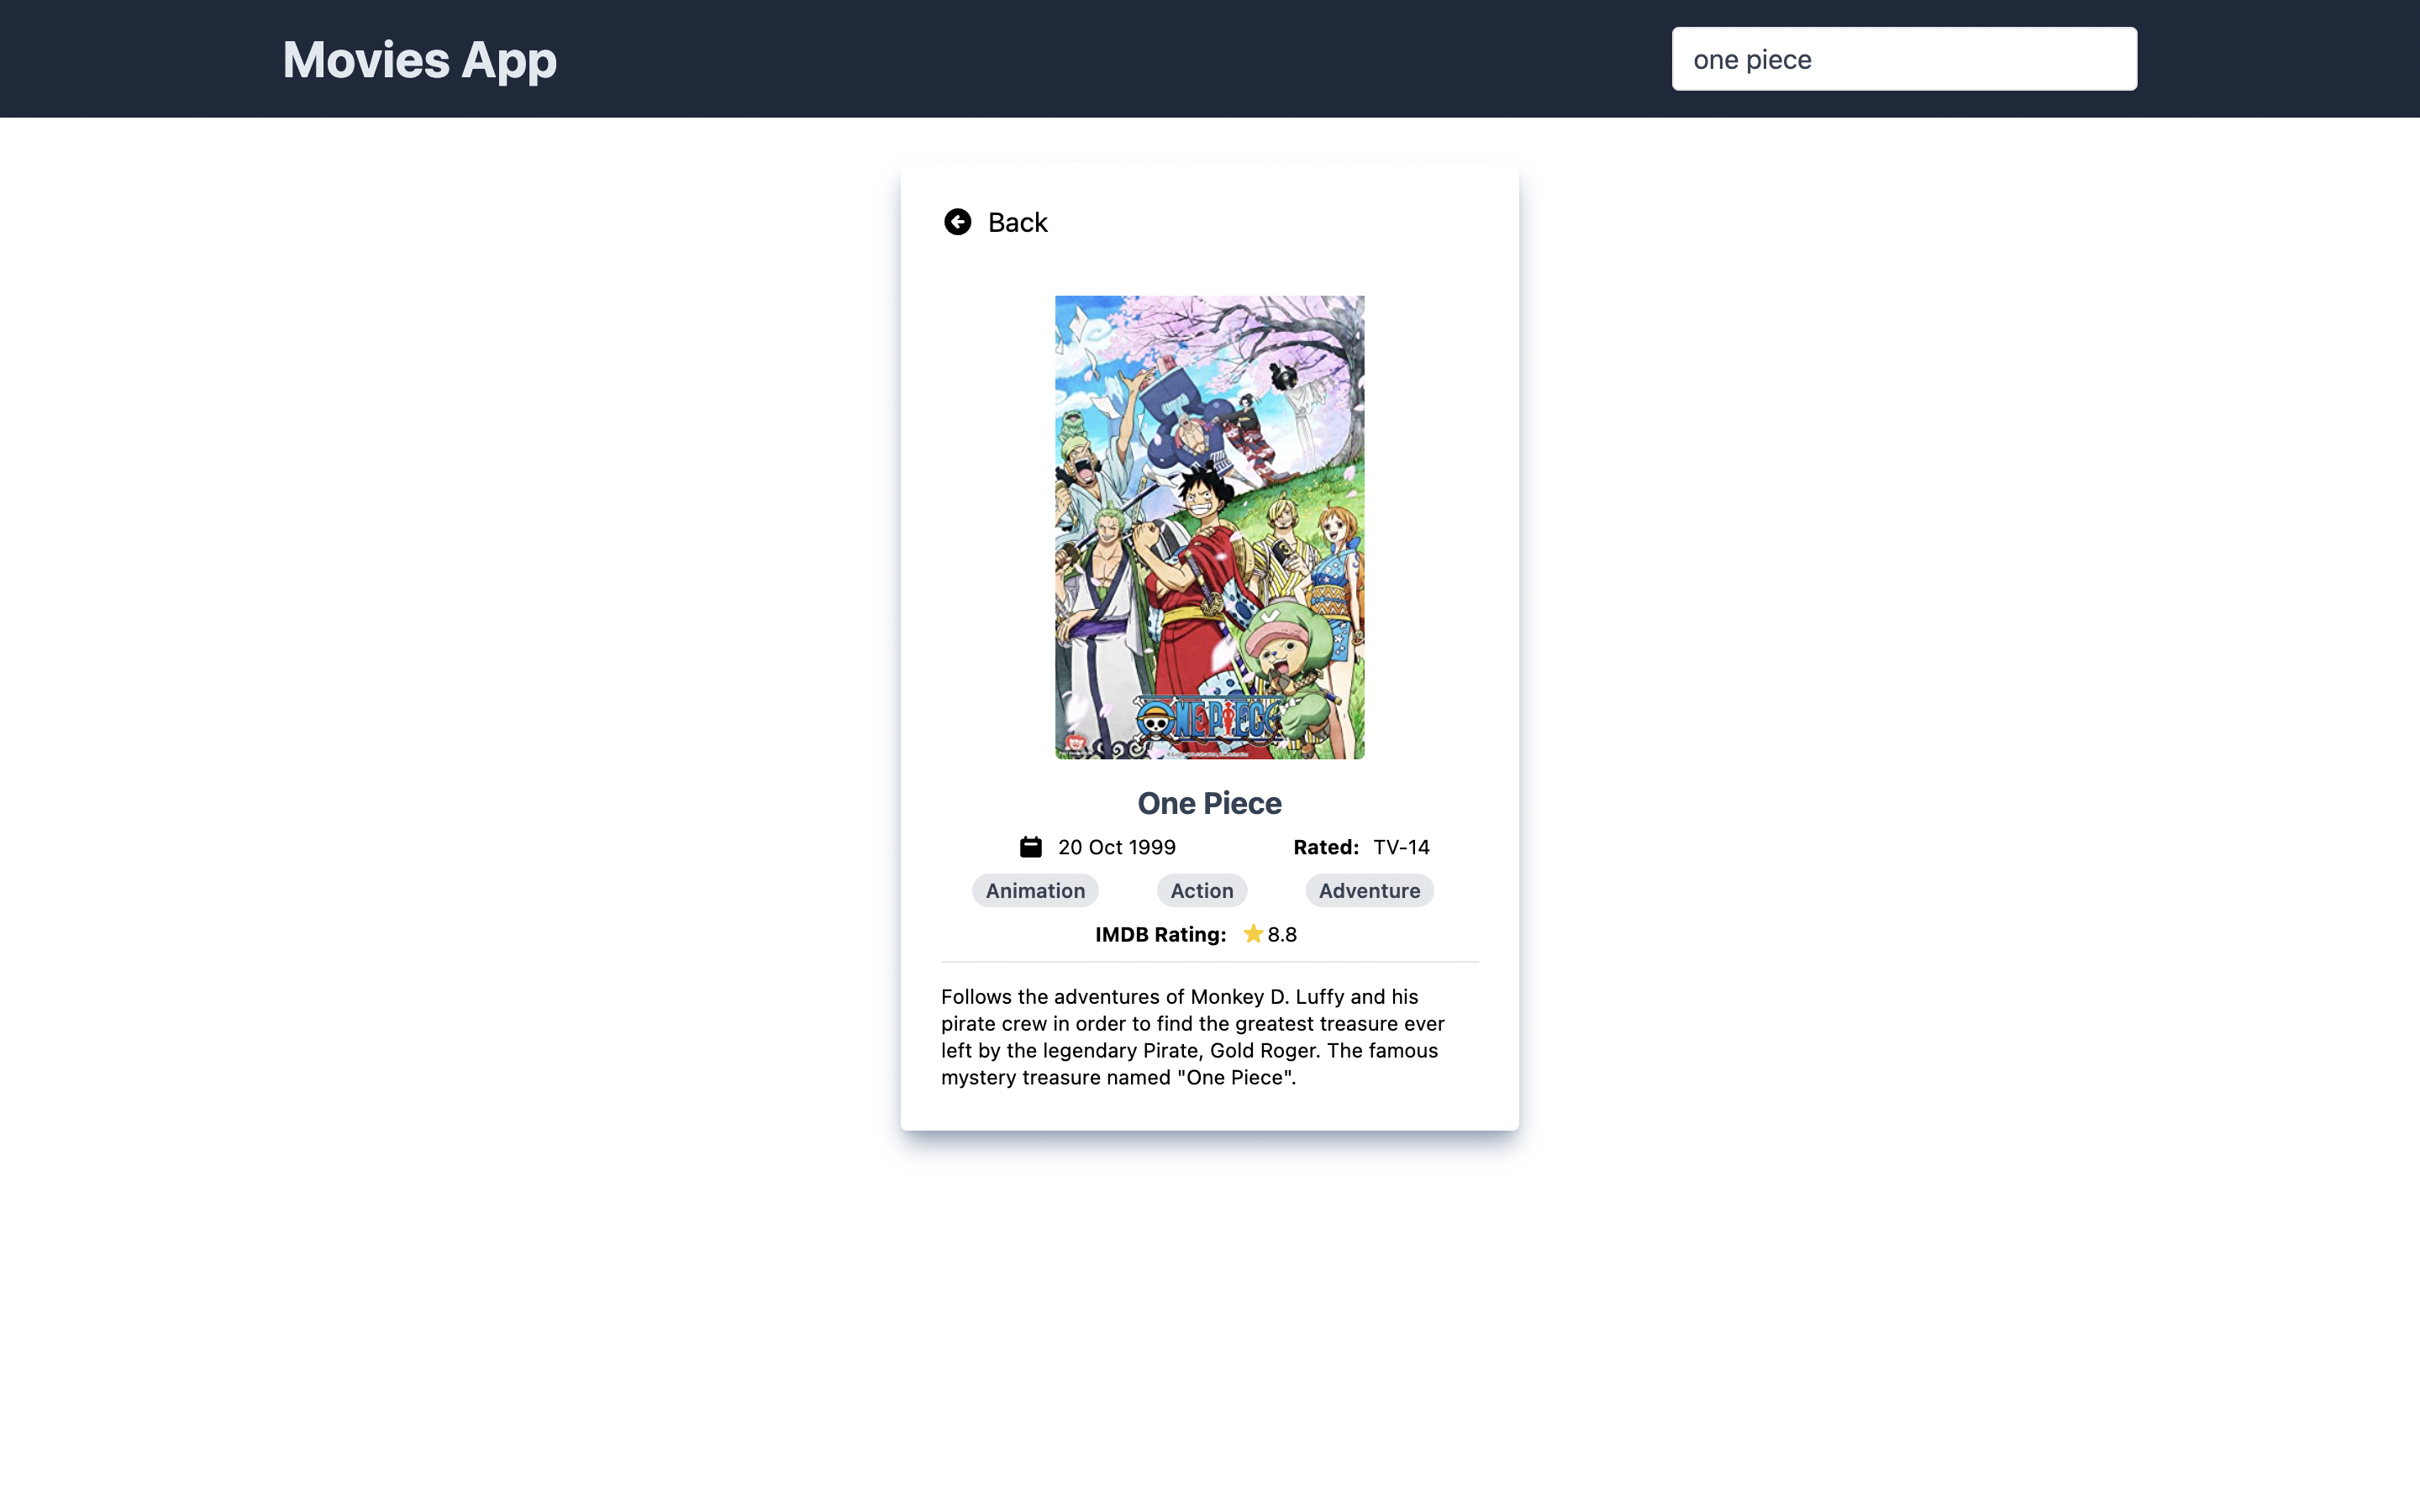 Movies App
one piece
Back
ONE PIECE
One Piece
20 Oct 1999
Rated: TV-14
Animation
Action
Adventure
IMDB Rating: 8.8
Follows the adventures of Monkey D. Luffy and his
pirate crew in order to find the greatest treasure ever
left by the legendary Pirate, Gold Roger. The famous
mystery treasure named "One Piece".